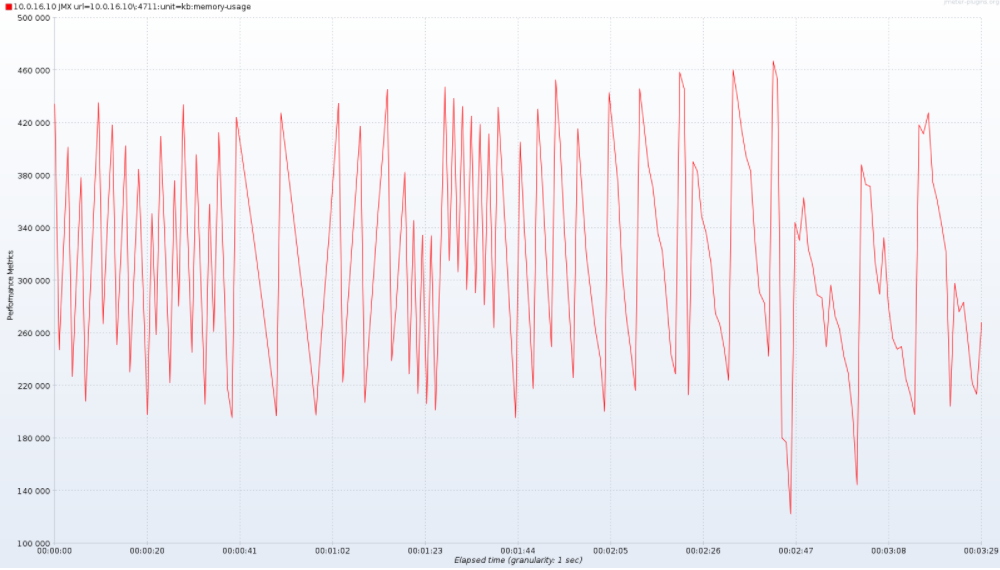 10.0.16.10 JMX url=10.0.16.10\:4711:unit=kb:memory-usage
jmeter-plugins.org
500 000
460 000
420 000
380 000
340 000
300 000
260 000
220 000
180 000
140 000
100 000
Performance Metrics
00:00:00 00:00:20 00:00:41 00:01:02 00:01:23 00:01:44 00:02:05 00:02:26 00:02:47 00:03:08 00:03:29
Elapsed time (granularity: 1 sec)